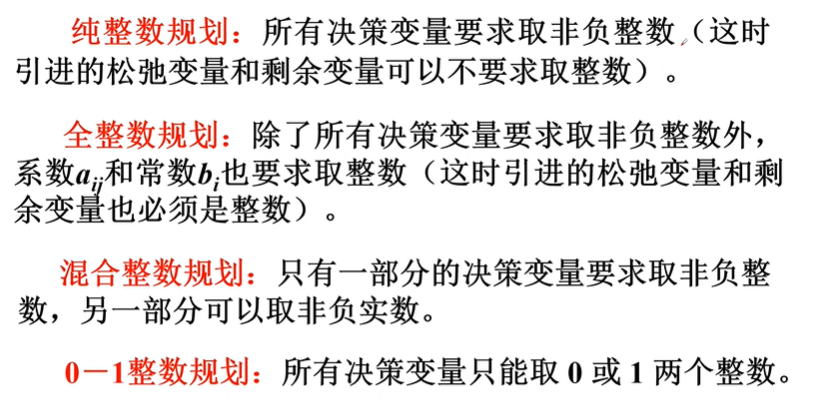 纯整数规划：所有决策变量要求取非负整数（这时
引进的松弛变量和剩余变量可以不要求取整数）。
全整数规划：除了所有决策变量要求取非负整数外，
系数aij和常数bi也要求取整数（这时引进的松弛变量和剩
余变量也必须是整数）。
混合整数规划：只有一部分的决策变量要求取非负整
数，另一部分可以取非负实数。
0－1整数规划：所有决策变量只能取 0 或 1 两个整数。